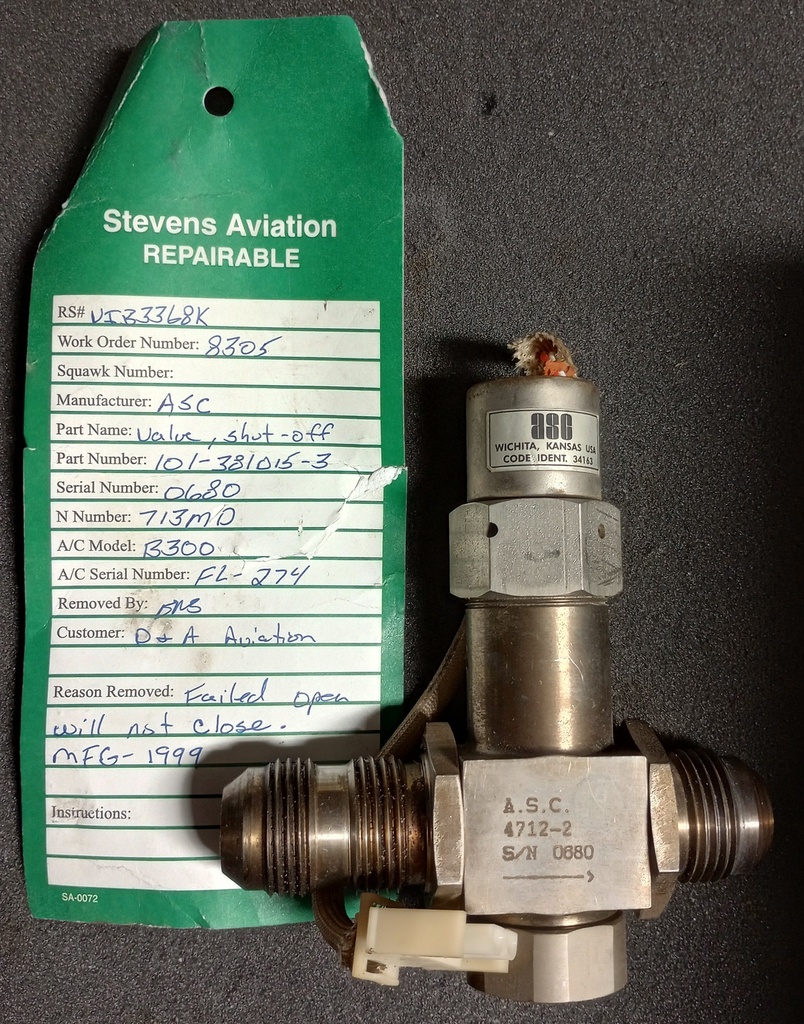 Stevens Aviation
REPAIRABLE
RS# VIB3368K
Work Order Number: 8305
Squawk Number:
Manufacturer: ASC
Part Name: Valve, shut-off
Part Number: 101-381015-3
Serial Number: 0680
N Number: 713MD
A/C Model: B300
A/C Serial Number: FL-274
Removed By:
Customer: D+A Aviation
Reason Removed: Failed open
will not close.
MFG-1999
Instructions:
SA-0072
asc
WICHITA, KANSAS USA
CODE IDENT. 34163
A.S.C.
4712-2
S/N 0680